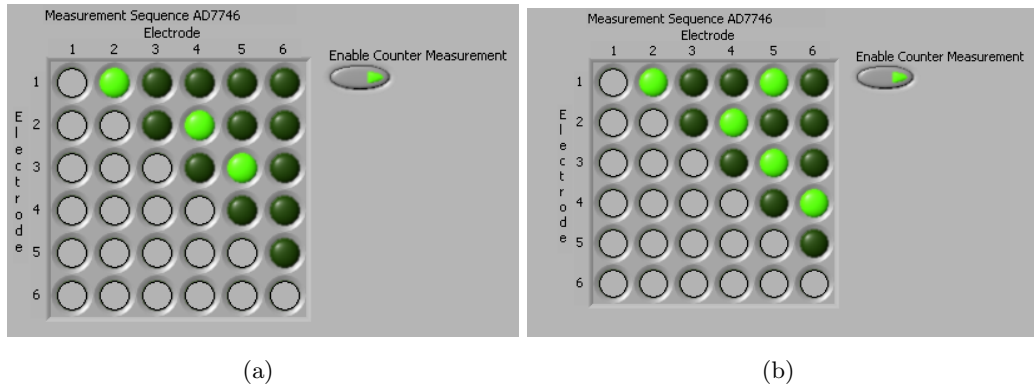 Measurement Sequence AD7746
Electrode
1 2 3 4 5 6
Enable Counter Measurement
Electrode
1
2
3
4
5
6
(a)
Measurement Sequence AD7746
Electrode
1 2 3 4 5 6
Enable Counter Measurement
Electrode
1
2
3
4
5
6
(b)